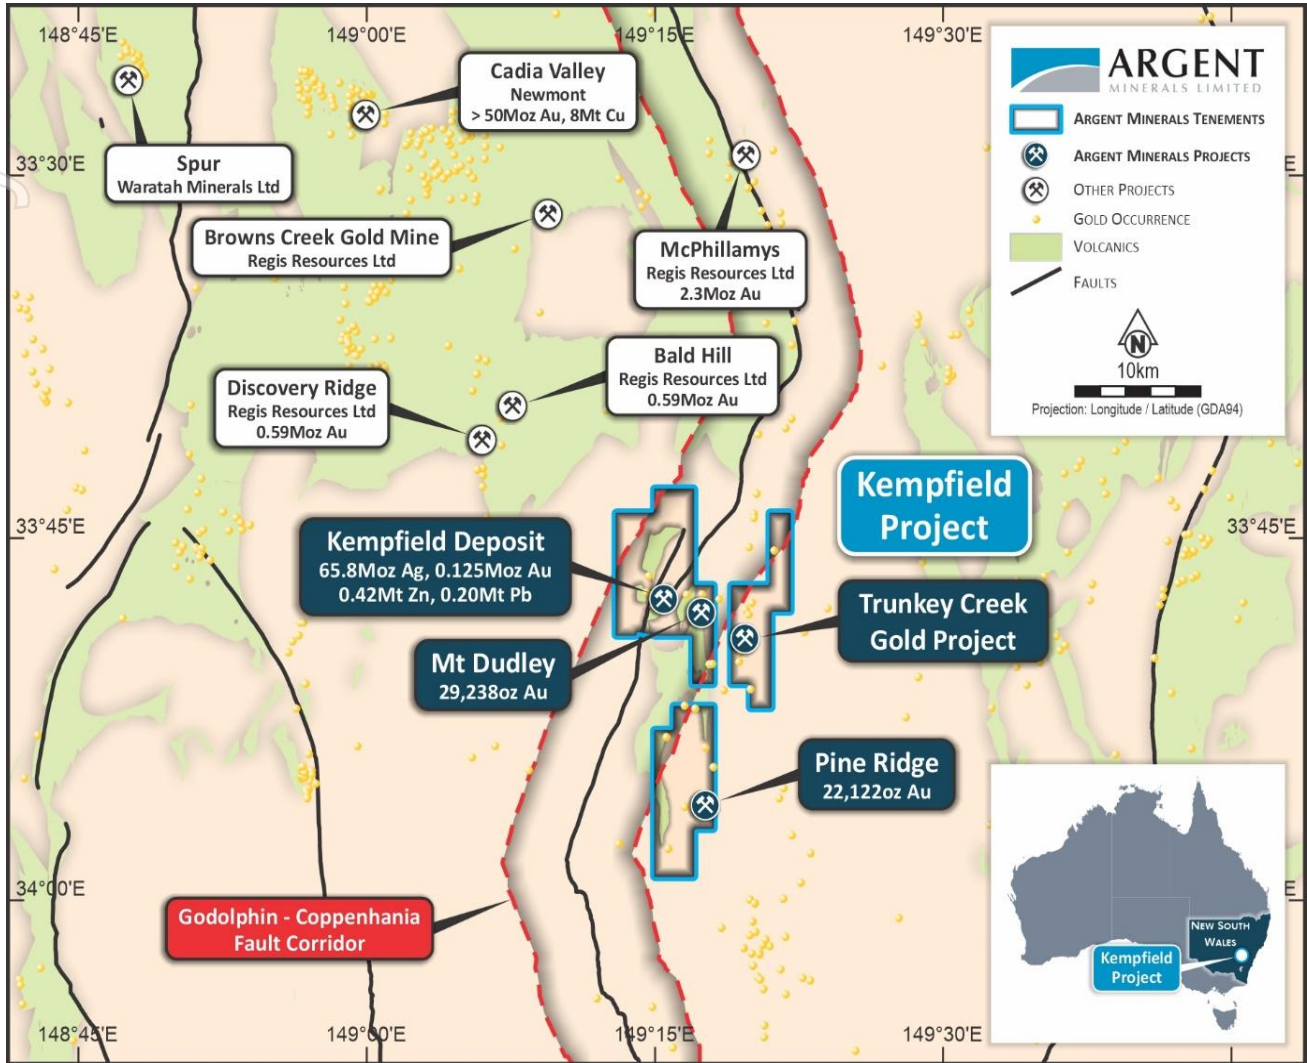 148°45'E
149°00'E
149°15'E
149°30'E
33°30'E
33°45'E
33°45'E
34°00'E
148°45'E
149°00'E
149°15'E
149°30'E
Cadia Valley
Newmont
> 50Moz Au, 8Mt Cu
Spur
Waratah Minerals Ltd
Browns Creek Gold Mine
Regis Resources Ltd
McPhillamys
Regis Resources Ltd
2.3Moz Au
Bald Hill
Regis Resources Ltd
0.59Moz Au
Discovery Ridge
Regis Resources Ltd
0.59Moz Au
Kempfield
Project
Kempfield Deposit
65.8Moz Ag, 0.125Moz Au
0.42Mt Zn, 0.20Mt Pb
Trunkey Creek
Gold Project
Mt Dudley
29,238oz Au
Pine Ridge
22,122oz Au
Godolphin - Coppenhania
Fault Corridor
ARGENT
MINERALS LIMITED
ARGENT MINERALS TENEMENTS
ARGENT MINERALS PROJECTS
OTHER PROJECTS
GOLD OCCURRENCE
VOLCANICS
FAULTS
N
10km
Projection: Longitude / Latitude (GDA94)
NEW SOUTH
WALES
Kempfield
Project